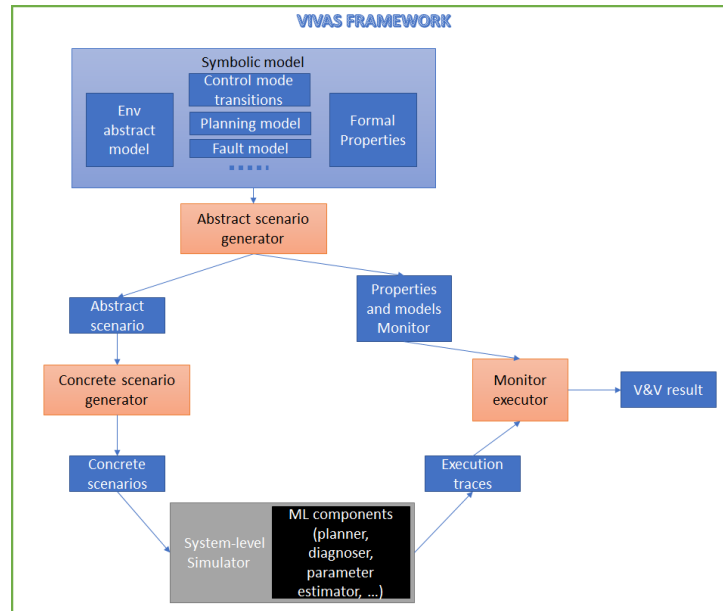 VIVAS FRAMEWORK
Symbolic model
Env
abstract
model
Control mode
transitions
Planning model
Fault model
Formal
Properties
Abstract scenario
generator
Abstract
scenario
Properties
and models
Monitor
Concrete scenario
generator
Monitor
executor
V&V result
Concrete
scenarios
Execution
traces
System-level
Simulator
ML components
(planner,
diagnoser,
parameter
estimator, ...)